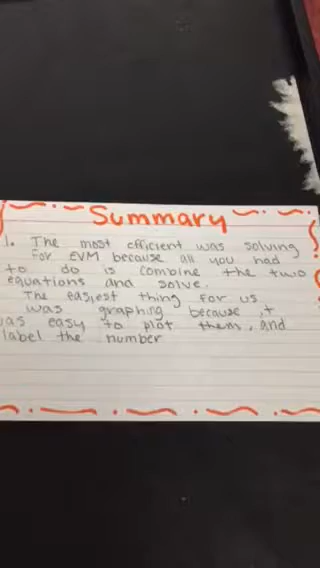 Summary
1. The most efficient was solving
for EVM because all you had
to do is combine the two
equations and solve.
The easiest thing for us
was graphing because it
as easy to plot them, and
label the number